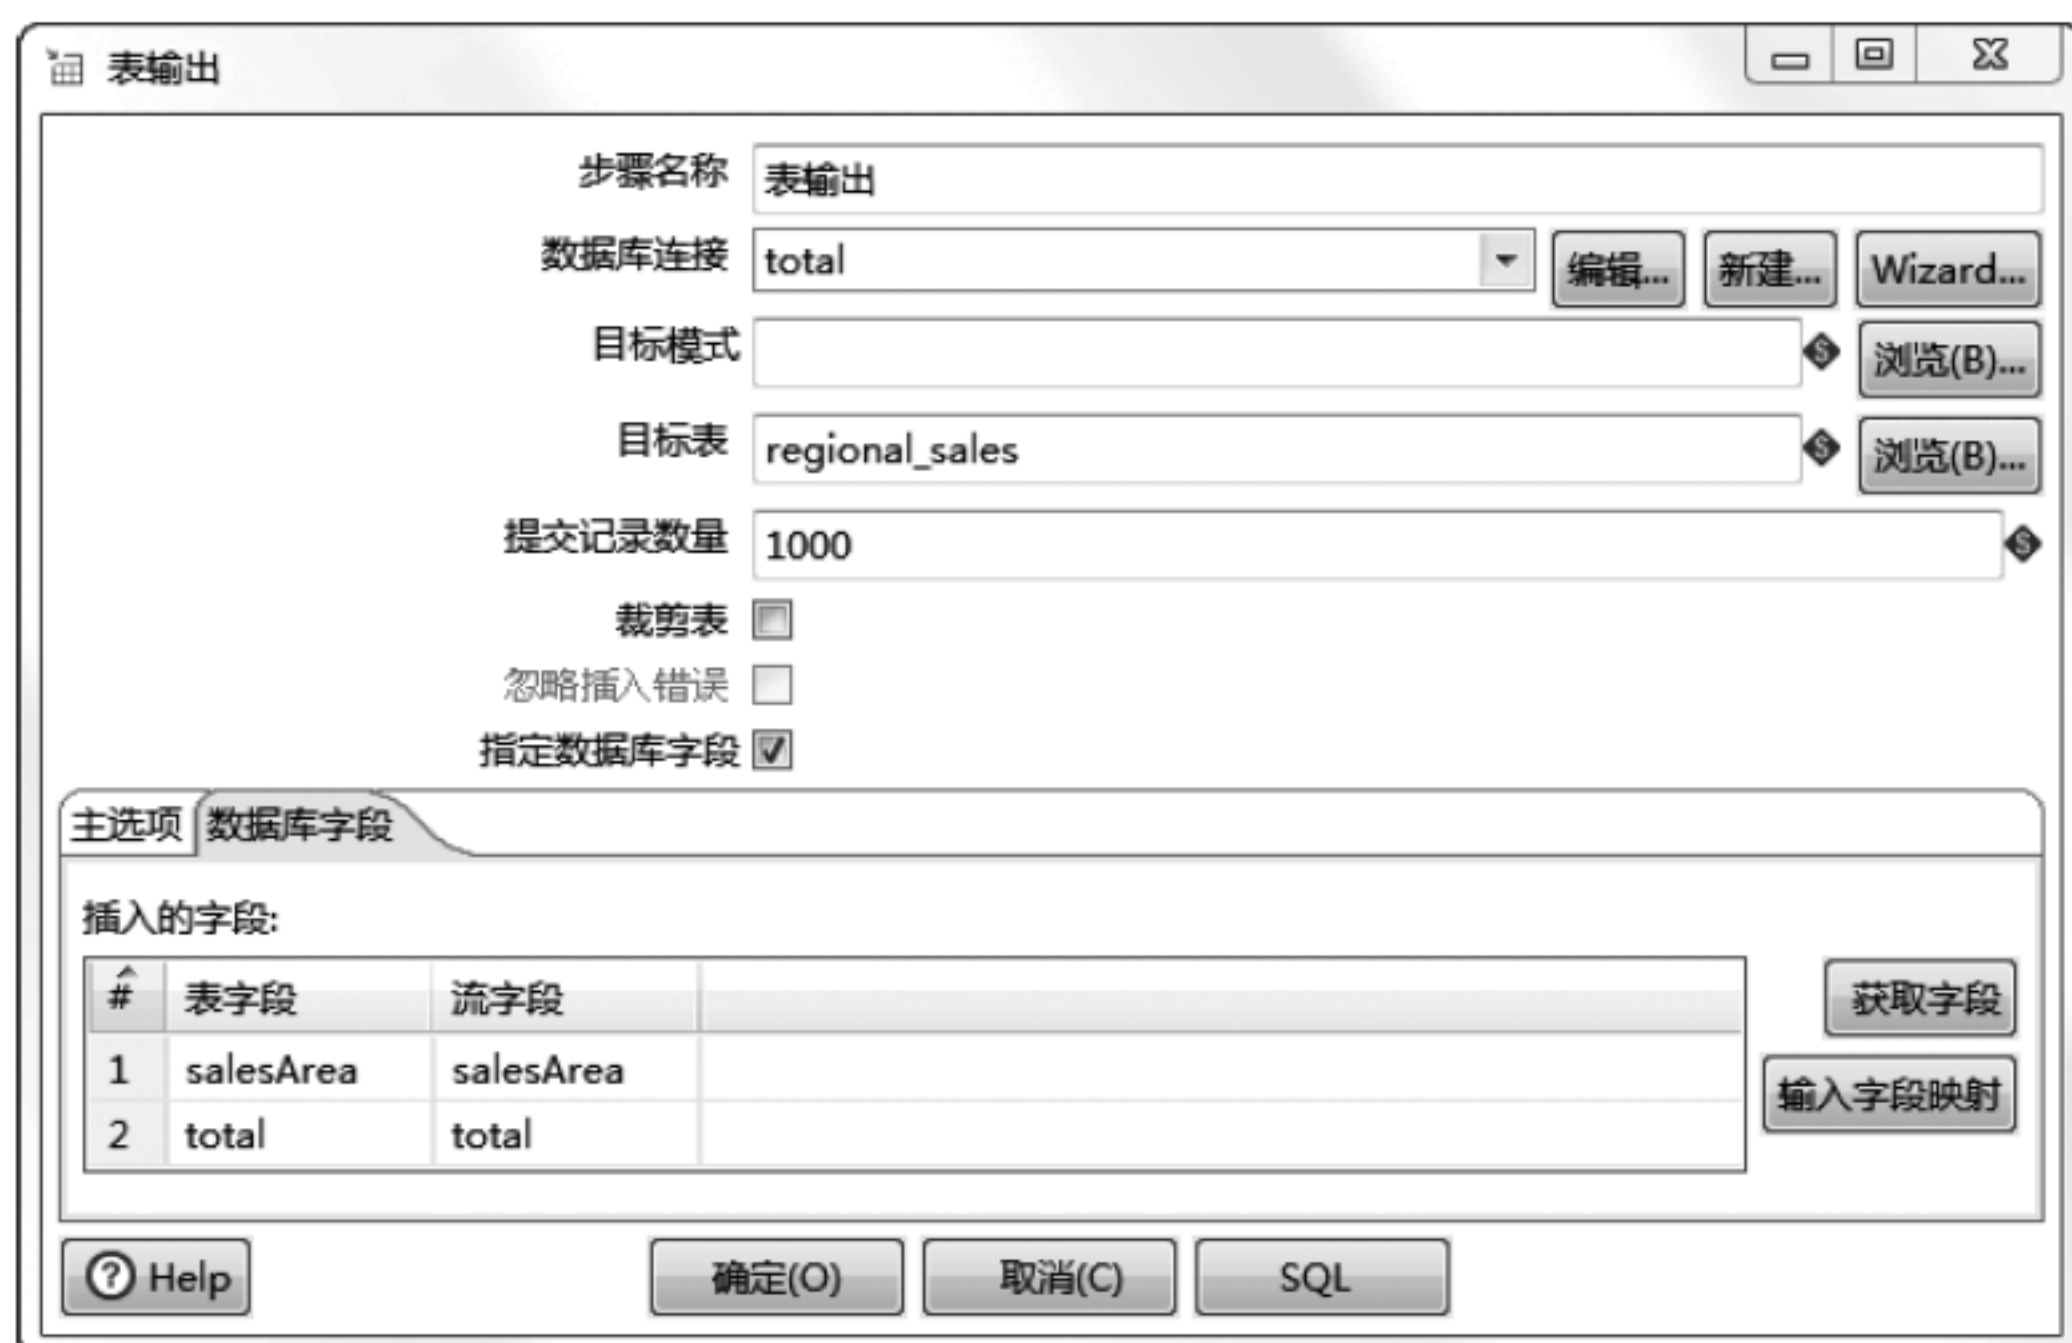 表输出
步骤名称 表输出
数据库连接 total 编辑... 新建... Wizard...
目标模式 浏览(B)...
目标表 regional_sales 浏览(B)...
提交记录数量 1000
裁剪表
忽略插入错误
指定数据库字段
主选项 数据库字段
插入的字段:
# 表字段 流字段 获取字段
1 salesArea salesArea
输入字段映射
2 total total
Help 确定(O) 取消(C) SQL